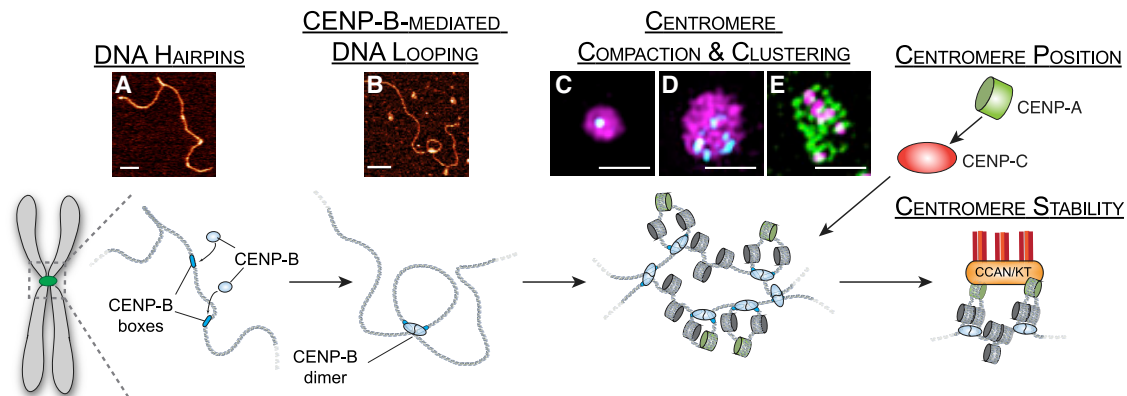 DNA HAIRPINS
CENP-B-MEDIATED
DNA LOOPING
CENTROMERE
COMPACTION & CLUSTERING
CENTROMERE POSITION
A
B
C
D
E
CENP-A
CENP-C
CENTROMERE STABILITY
CCAN/KT
CENP-B
CENP-B
boxes
CENP-B
dimer